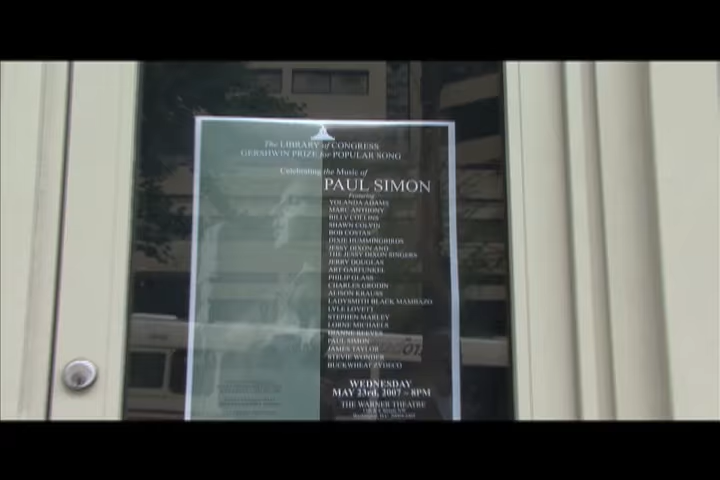 The LIBRARY of CONGRESS
GERSHWIN PRIZE for POPULAR SONG
Celebrating the Music of
PAUL SIMON
Featuring
YOLANDA ADAMS
MARC ANTHONY
BILLY COLLINS
SHAWN COLVIN
BOB COSTAS
DIXIE HUMMINGBIRDS
JESSY DIXON AND
THE JESSY DIXON SINGERS
JERRY DOUGLAS
ART GARFUNKEL
PHILIP GLASS
CHARLES GRODIN
ALISON KRAUSS
LADYSMITH BLACK MAMBAZO
LYLE LOVETT
STEPHEN MARLEY
LORNE MICHAELS
DIANNE REEVES
PAUL SIMON
JAMES TAYLOR
STEVIE WONDER
BUCKWHEAT ZYDECO
WEDNESDAY
MAY 23rd, 2007 ~ 8PM
THE WARNER THEATRE